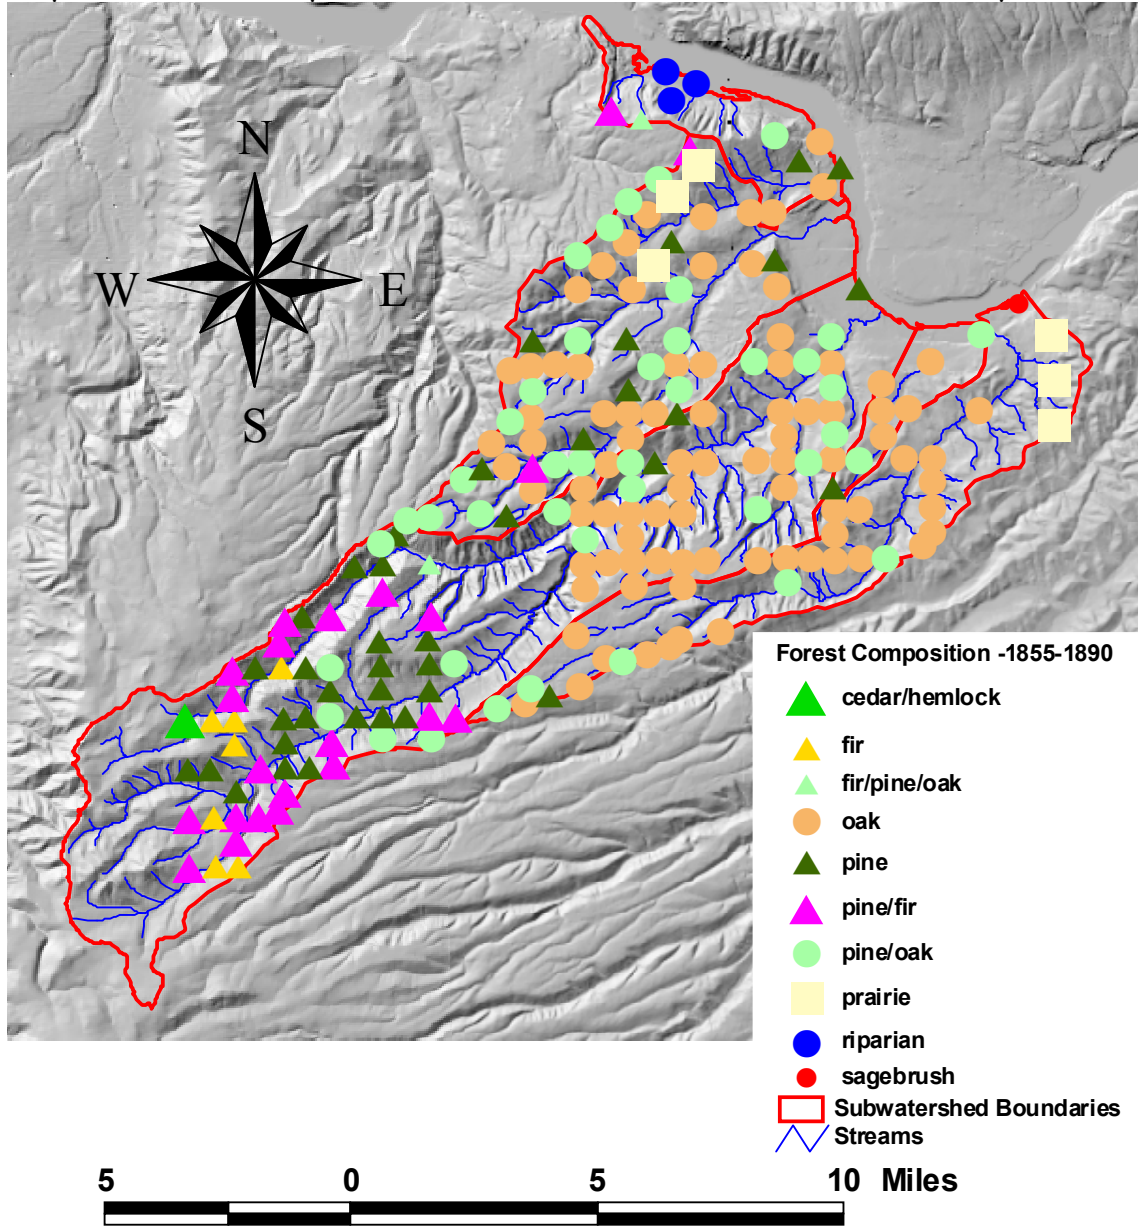 N
W
E
S
Forest Composition -1855-1890
cedar/hemlock
fir
fir/pine/oak
oak
pine
pine/fir
pine/oak
prairie
riparian
sagebrush
Subwatershed Boundaries
Streams
5 0 5 10 Miles